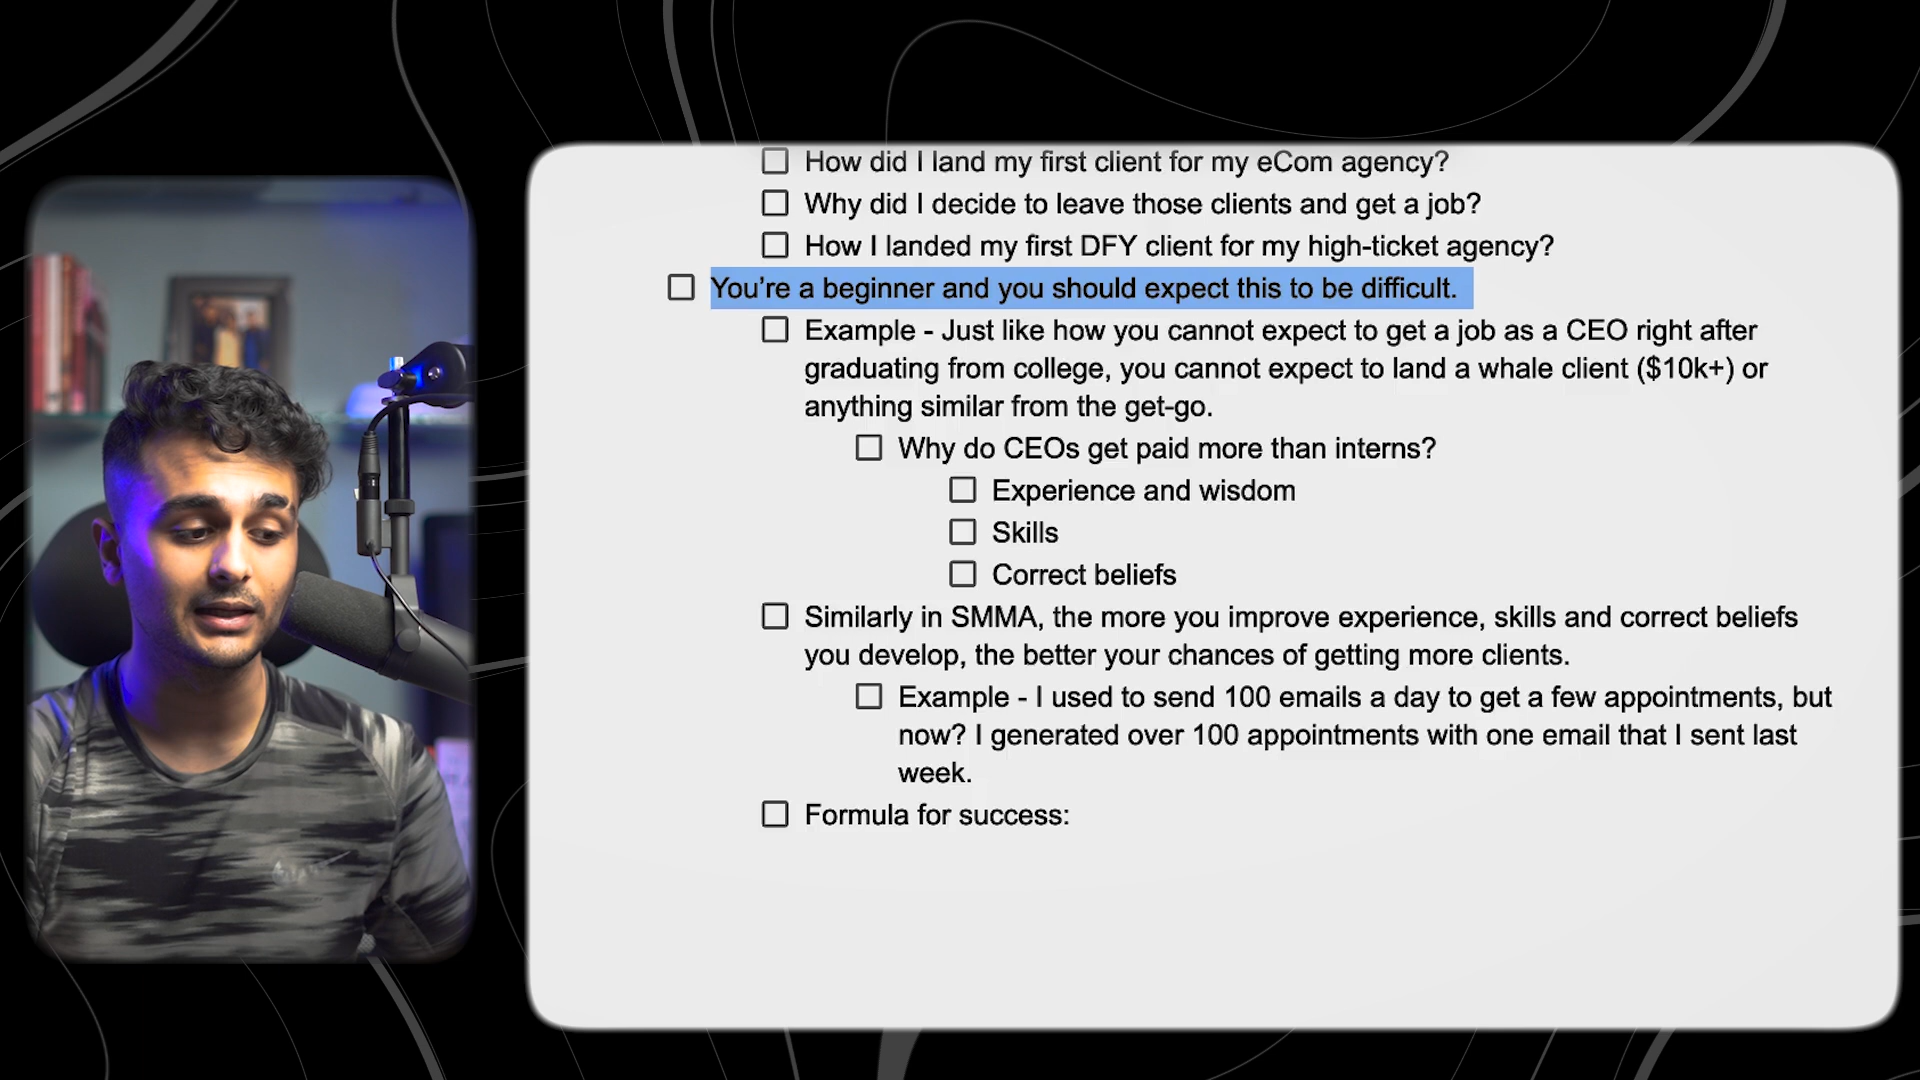 How did I land my first client for my eCom agency?
Why did I decide to leave those clients and get a job?
How I landed my first DFY client for my high-ticket agency?
You’re a beginner and you should expect this to be difficult.
Example - Just like how you cannot expect to get a job as a CEO right after
graduating from college, you cannot expect to land a whale client ($10k+) or
anything similar from the get-go.
Why do CEOs get paid more than interns?
Experience and wisdom
Skills
Correct beliefs
Similarly in SMMA, the more you improve experience, skills and correct beliefs
you develop, the better your chances of getting more clients.
Example - I used to send 100 emails a day to get a few appointments, but
now? I generated over 100 appointments with one email that I sent last
week.
Formula for success: